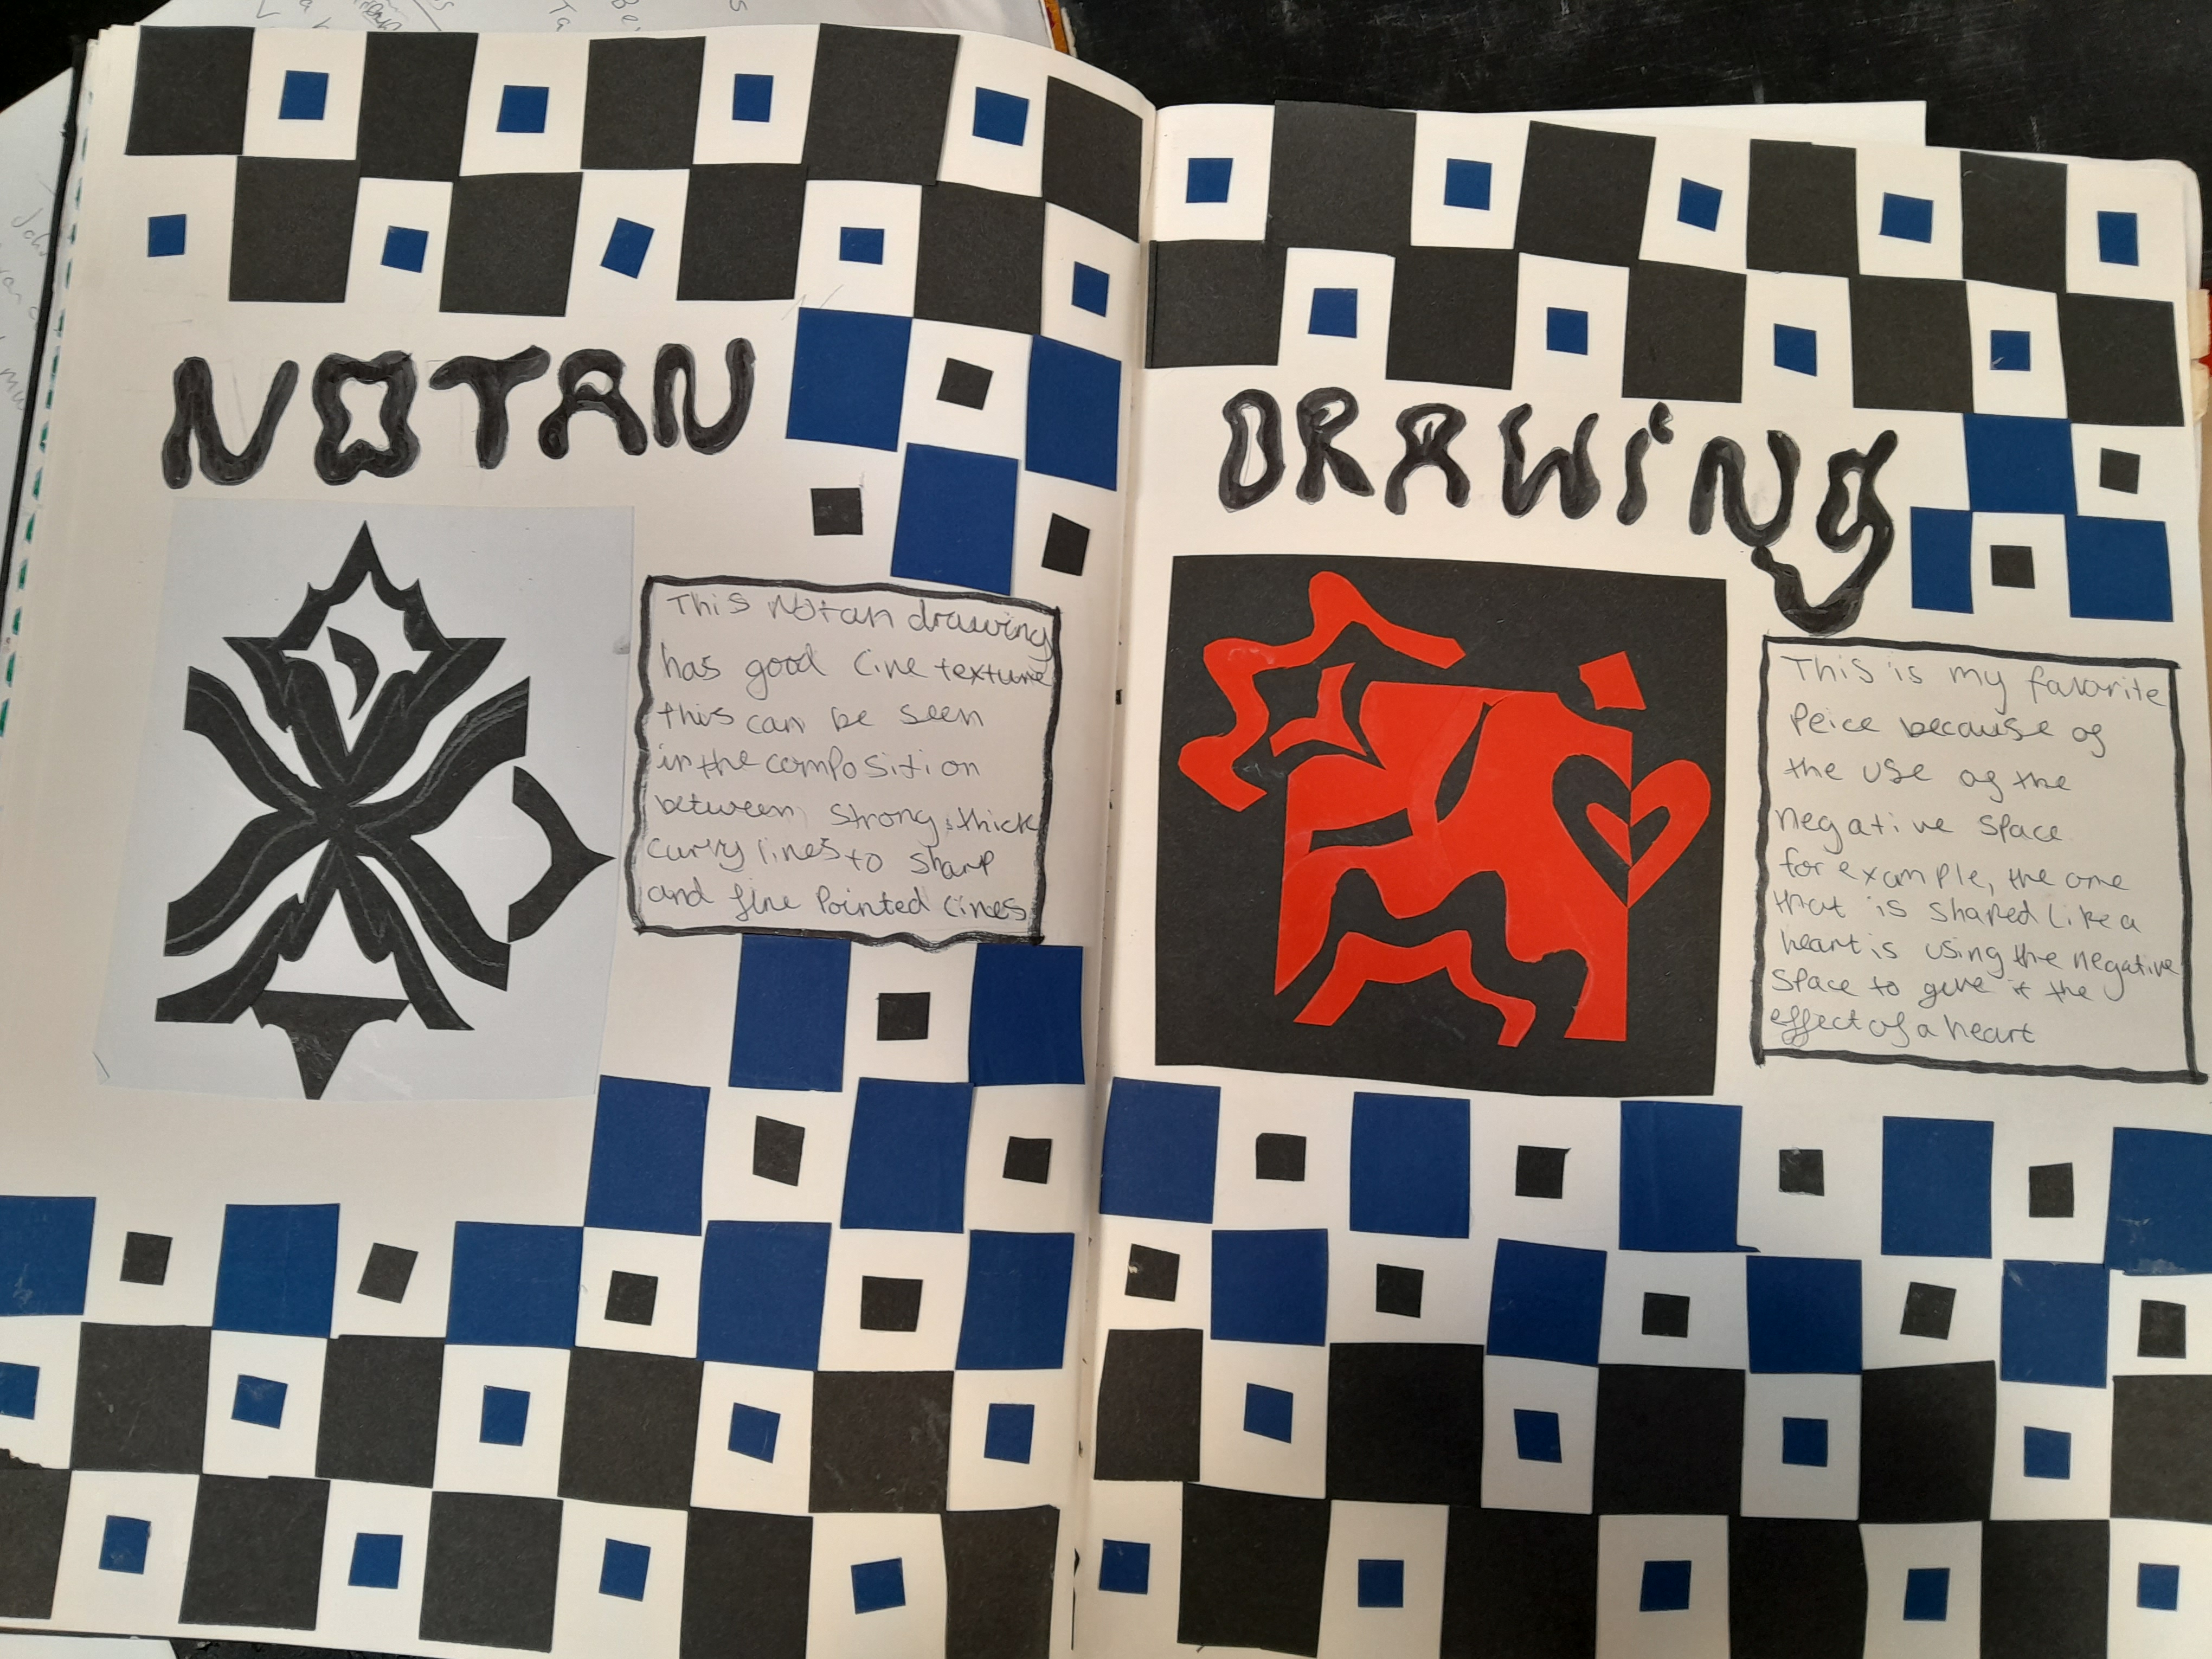 NOTAN
DRAWiNg
This Notan drawing
has good line texture
this can be seen
in the composition
between strong, thick
curvy lines to sharp
and fine Pointed lines
This is my favorite
Peice because of
the use of the
negative space
for example, the one
that is shaped like a
heart is using the negative
space to give it the
effect of a heart